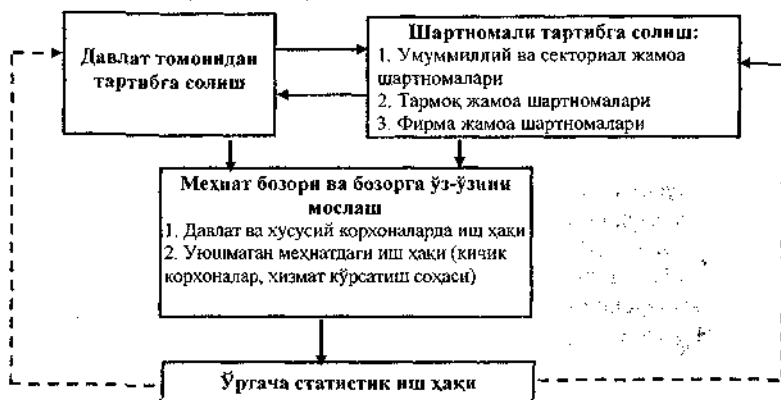 Давлат томонидан
тартибга солиш
Шартномали тартибга солиш:
1. Умуммиллий ва секториал жамоа
шартномалари
2. Тармоқ жамоа шартномалари
3. Фирма жамоа шартномалари
Меҳнат бозори ва бозорга ўз-ўзини
мослаш
1. Давлат ва хусусий корхоналарда иш ҳақи
2. Уюшмаган меҳнатдаги иш ҳақи (кичик
корхоналар, хизмат кўрсатиш соҳаси)
Ўртача статистик иш ҳақи